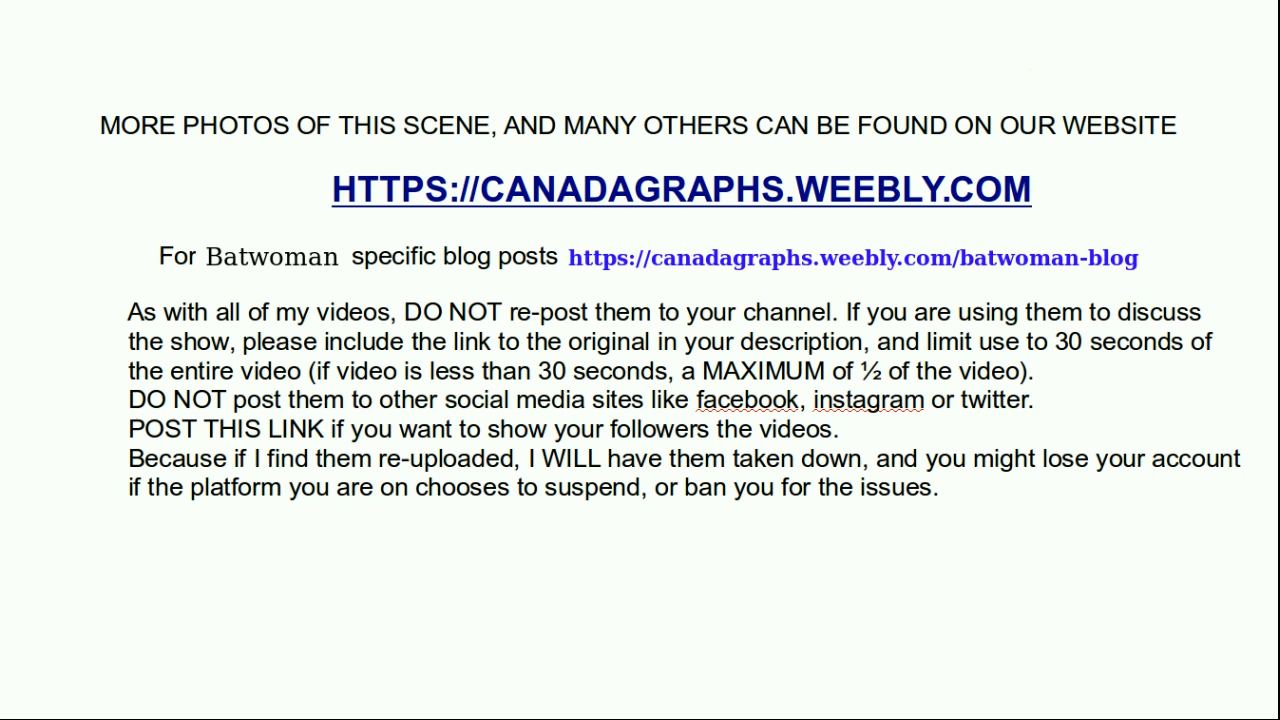 MORE PHOTOS OF THIS SCENE, AND MANY OTHERS CAN BE FOUND ON OUR WEBSITE
HTTPS://CANADAGRAPHS.WEEBLY.COM
For Batwoman specific blog posts https://canadagraphs.weebly.com/batwoman-blog
As with all of my videos, DO NOT re-post them to your channel. If you are using them to discuss
the show, please include the link to the original in your description, and limit use to 30 seconds of
the entire video (if video is less than 30 seconds, a MAXIMUM of ½ of the video).
DO NOT post them to other social media sites like facebook, instagram or twitter.
POST THIS LINK if you want to show your followers the videos.
Because if I find them re-uploaded, I WILL have them taken down, and you might lose your account
if the platform you are on chooses to suspend, or ban you for the issues.